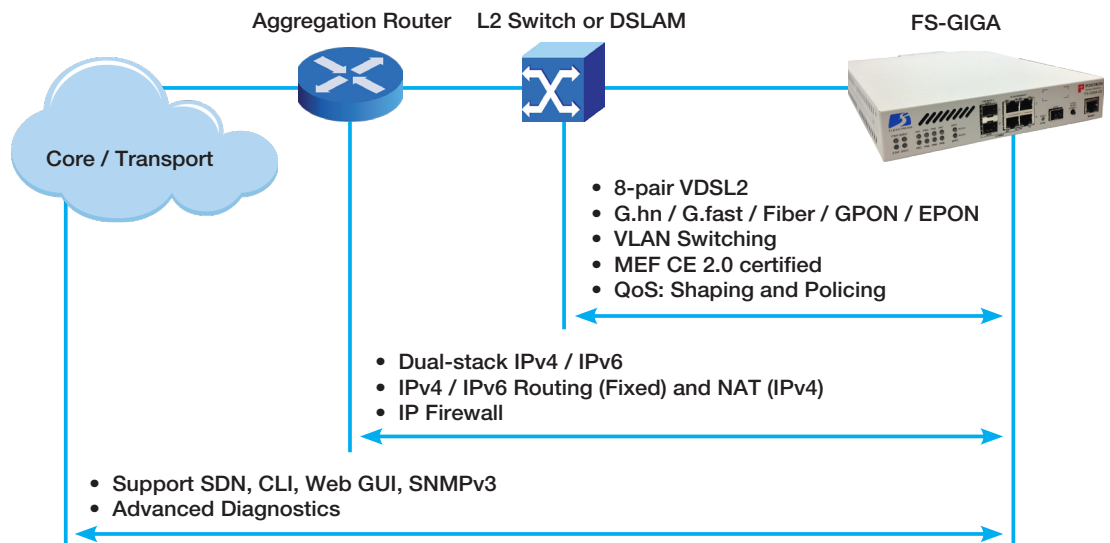 Aggregation Router
L2 Switch or DSLAM
FS-GIGA
Core / Transport
• 8-pair VDSL2
• G.hn / G.fast / Fiber / GPON / EPON
• VLAN Switching
• MEF CE 2.0 certified
• QoS: Shaping and Policing
• Dual-stack IPv4 / IPv6
• IPv4 / IPv6 Routing (Fixed) and NAT (IPv4)
• IP Firewall
• Support SDN, CLI, Web GUI, SNMPv3
• Advanced Diagnostics